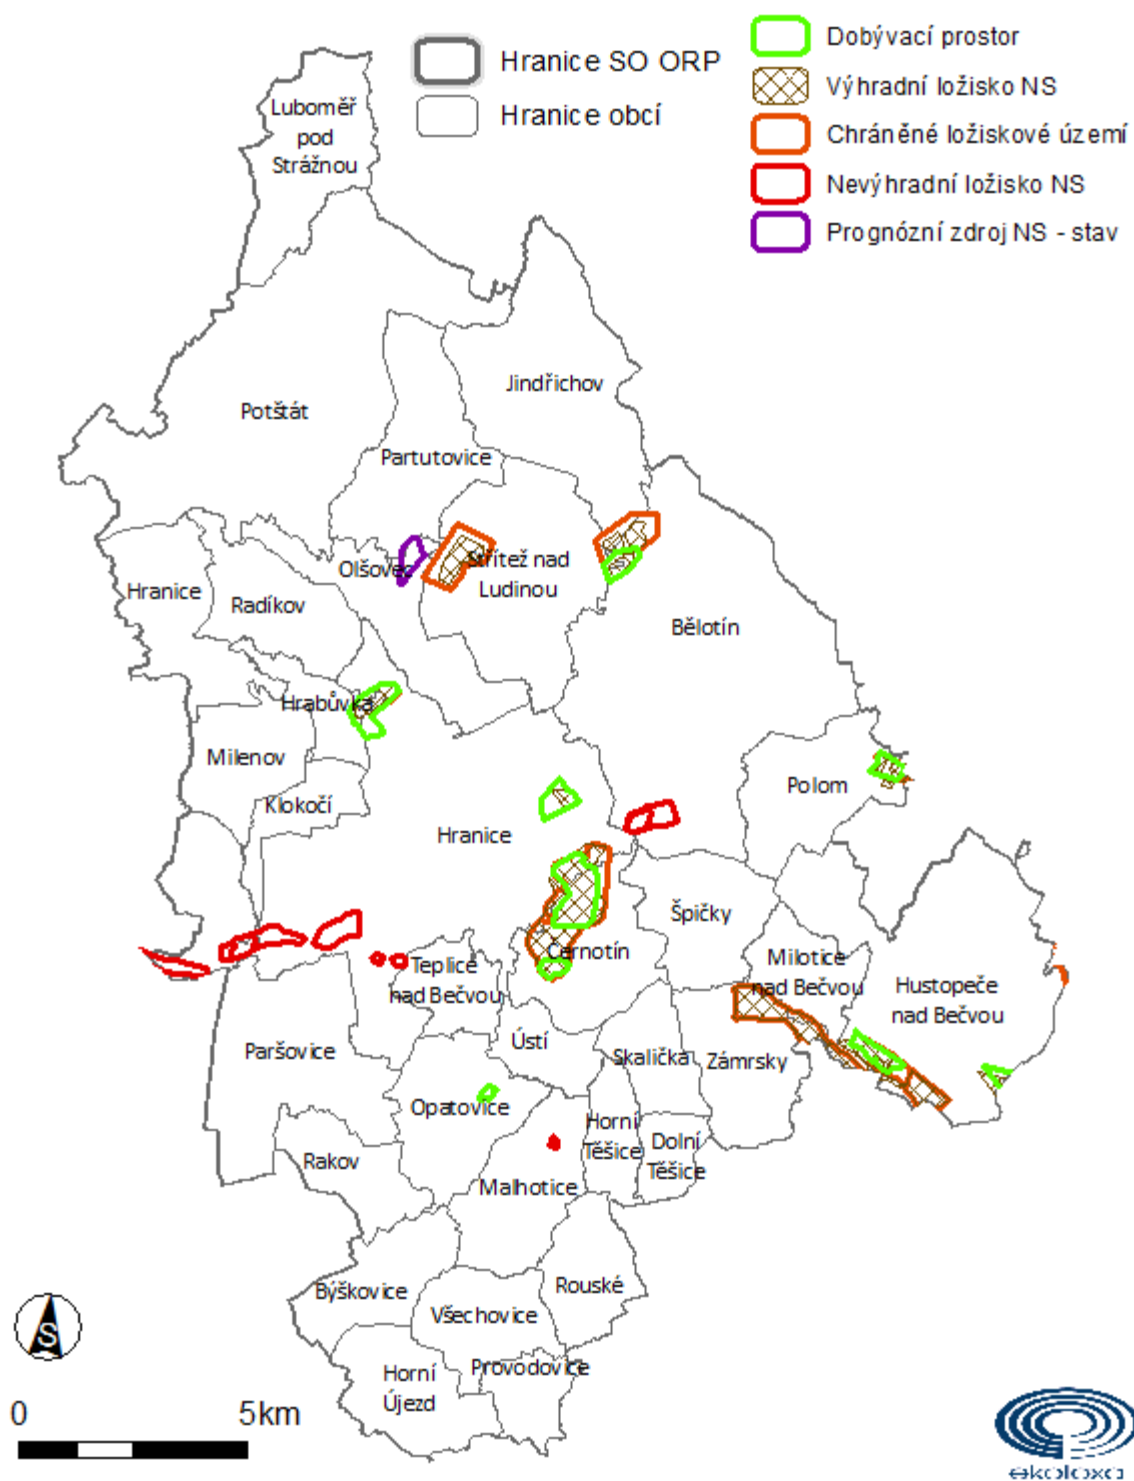 Hranice SO ORP
Hranice obcí
Dobývací prostor
Výhradní ložisko NS
Chráněné ložiskové území
Nevýhradní ložisko NS
Prognózní zdroj NS - stav
Luboměř
pod
Strážnou
Jindřichov
Potštát
Partutovice
Olšovec
Střítež nad
Ludinou
Hranice
Radíkov
Bělotín
Hrabůvka
Milenov
Klokočí
Polom
Hranice
Špičky
Černotín
Teplice
nad Bečvou
Milotice
nad Bečvou
Hustopeče
nad Bečvou
Ústí
Paršovice
Skalička
Zámrsky
Opatovice
Horní
Těšice
Dolní
Těšice
Rakov
Malhotice
Býškovice
Rouské
Všechovice
Provodovice
Horní
Újezd
S
0 5km
ekoloxa